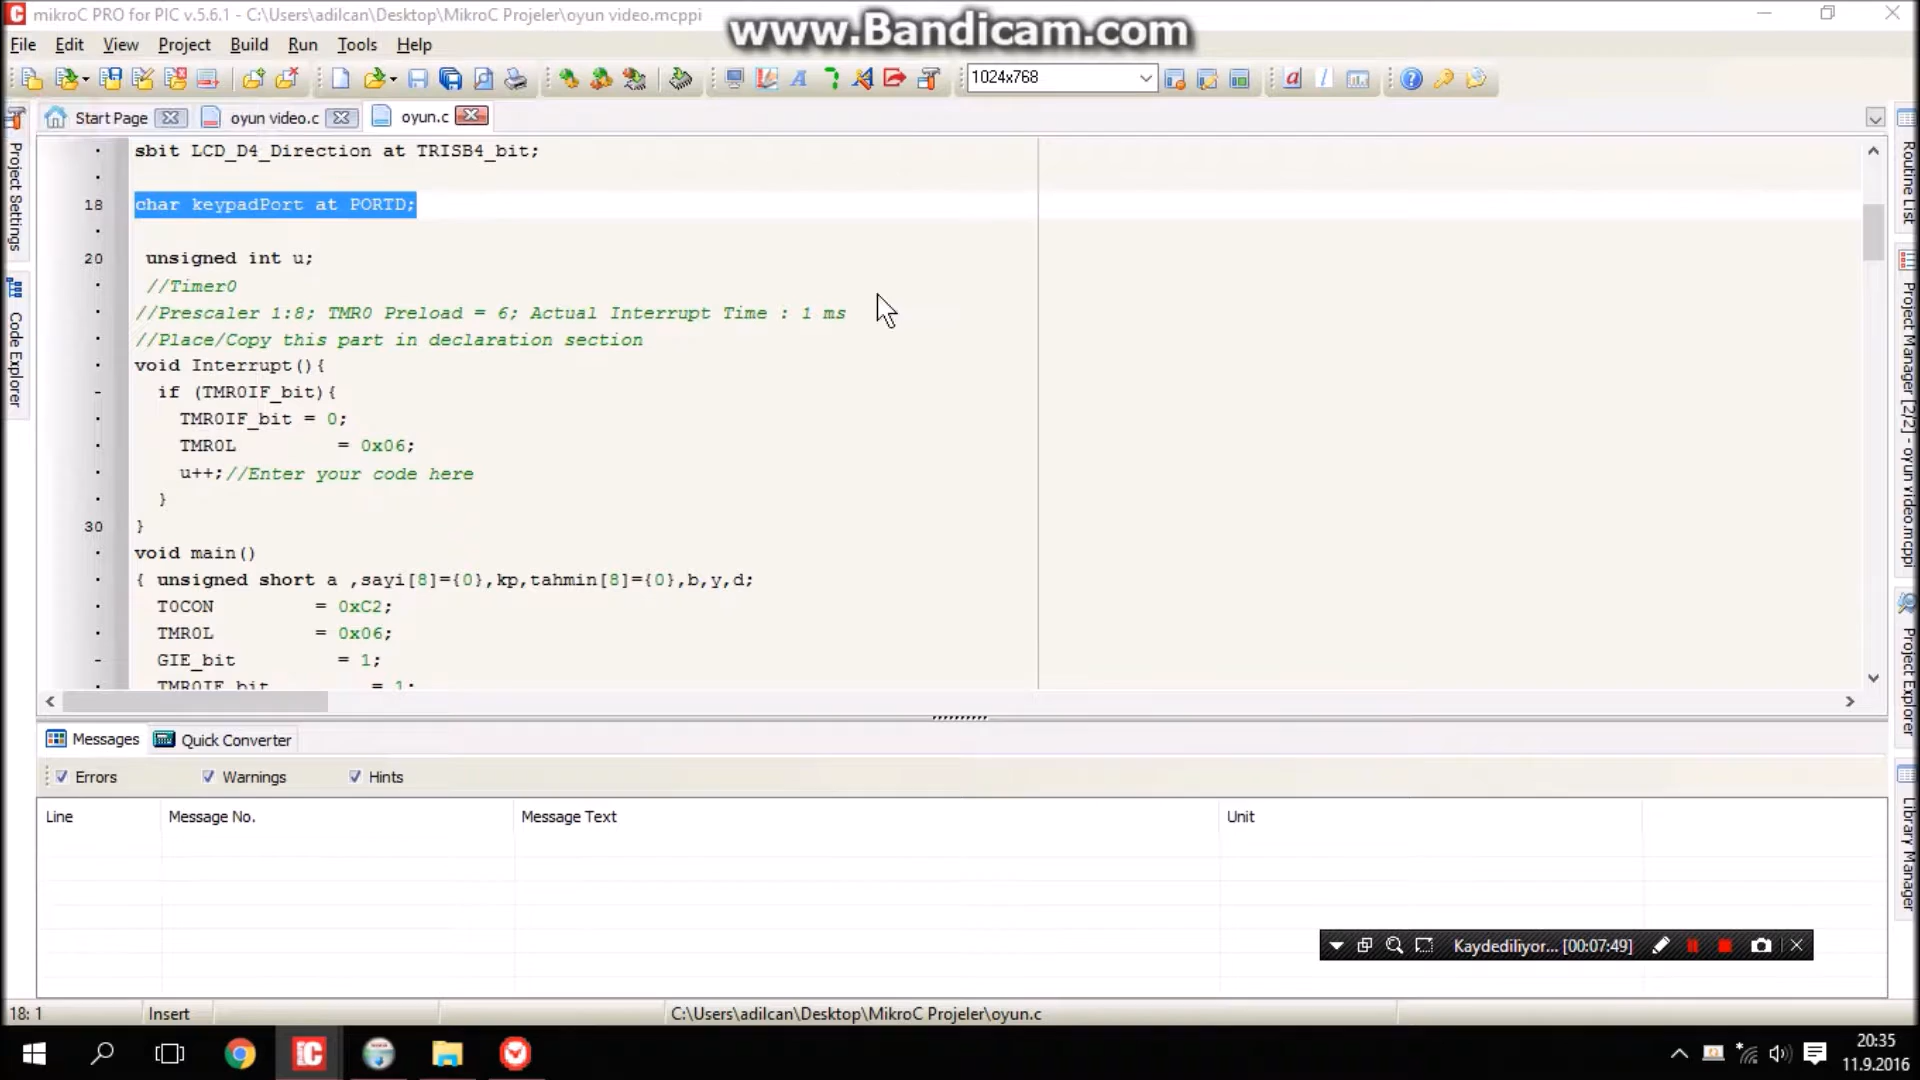 mikroC PRO for PIC v.5.6.1 - C:\Users\adilcan\Desktop\MikroC Projeler\oyun video.mcppi
www.Bandicam.com
File Edit View Project Build Run Tools Help
1024x768
Start Page oyun video.c oyun.c
sbit LCD_D4_Direction at TRISB4_bit;
18 char keypadPort at PORTD;
20 unsigned int u;
//Timer0
//Prescaler 1:8; TMR0 Preload = 6; Actual Interrupt Time : 1 ms
//Place/Copy this part in declaration section
void Interrupt(){
if (TMR0IF_bit){
TMR0IF_bit = 0;
TMR0L = 0x06;
u++;//Enter your code here
}
30 }
void main()
{ unsigned short a ,sayi[8]={0},kp,tahmin[8]={0},b,y,d;
T0CON = 0xC2;
TMR0L = 0x06;
GIE_bit = 1;
TMR0IE_bit = 1;
Project Settings
Code Explorer
Routine List
Project Manager [2/2] - oyun video.mcppi
Project Explorer
Library Manager
Messages Quick Converter
Errors Warnings Hints
Line Message No. Message Text Unit
Kaydediliyor... [00:07:49]
18: 1 Insert C:\Users\adilcan\Desktop\MikroC Projeler\oyun.c
20:35
11.9.2016